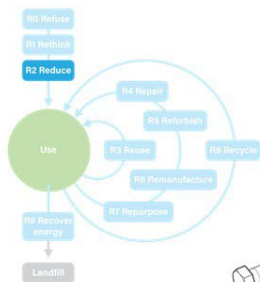 R0 Refuse
R1 Rethink
R2 Reduce
R4 Repair
R5 Refurbish
Use
R3 Reuse
R8 Recycle
R6 Remanufacture
R7 Repurpose
R9 Recover
energy
Landfill